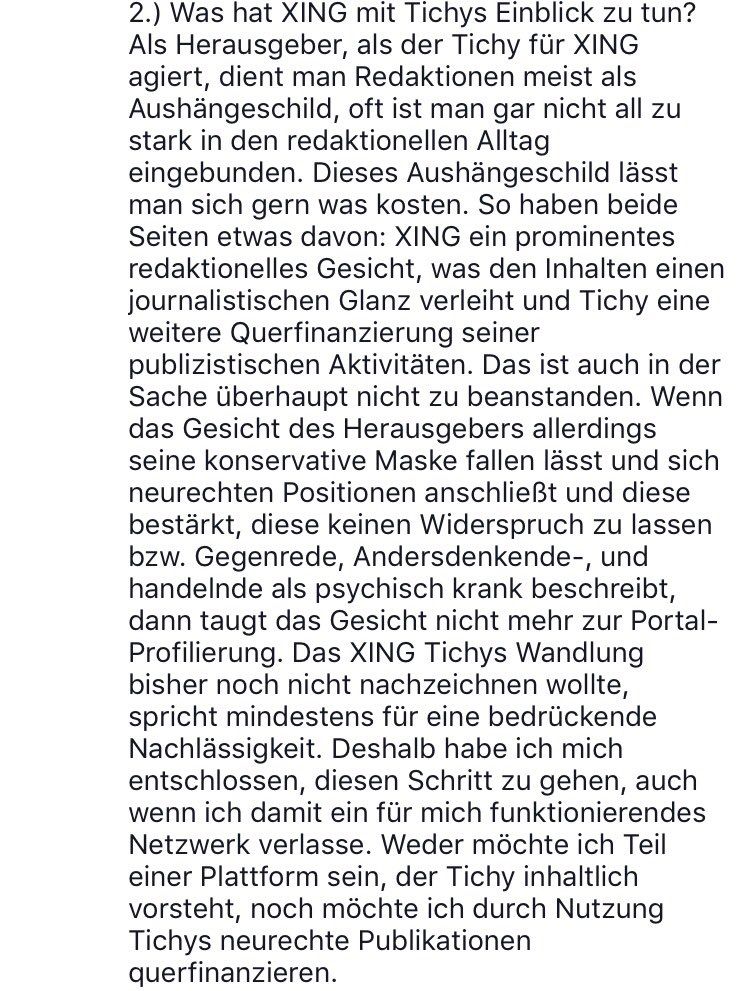 2.) Was hat XING mit Tichys Einblick zu tun?
Als Herausgeber, als der Tichy für XING
agiert, dient man Redaktionen meist als
Aushängeschild, oft ist man gar nicht all zu
stark in den redaktionellen Alltag
eingebunden. Dieses Aushängeschild lässt
man sich gern was kosten. So haben beide
Seiten etwas davon: XING ein prominentes
redaktionelles Gesicht, was den Inhalten einen
journalistischen Glanz verleiht und Tichy eine
weitere Querfinanzierung seiner
publizistischen Aktivitäten. Das ist auch in der
Sache überhaupt nicht zu beanstanden. Wenn
das Gesicht des Herausgebers allerdings
seine konservative Maske fallen lässt und sich
neurechten Positionen anschließt und diese
bestärkt, diese keinen Widerspruch zu lassen
bzw. Gegenrede, Andersdenkende-, und
handelnde als psychisch krank beschreibt,
dann taugt das Gesicht nicht mehr zur Portal-
Profilierung. Das XING Tichys Wandlung
bisher noch nicht nachzeichnen wollte,
spricht mindestens für eine bedrückende
Nachlässigkeit. Deshalb habe ich mich
entschlossen, diesen Schritt zu gehen, auch
wenn ich damit ein für mich funktionierendes
Netzwerk verlasse. Weder möchte ich Teil
einer Plattform sein, der Tichy inhaltlich
vorsteht, noch möchte ich durch Nutzung
Tichys neurechte Publikationen
querfinanzieren.